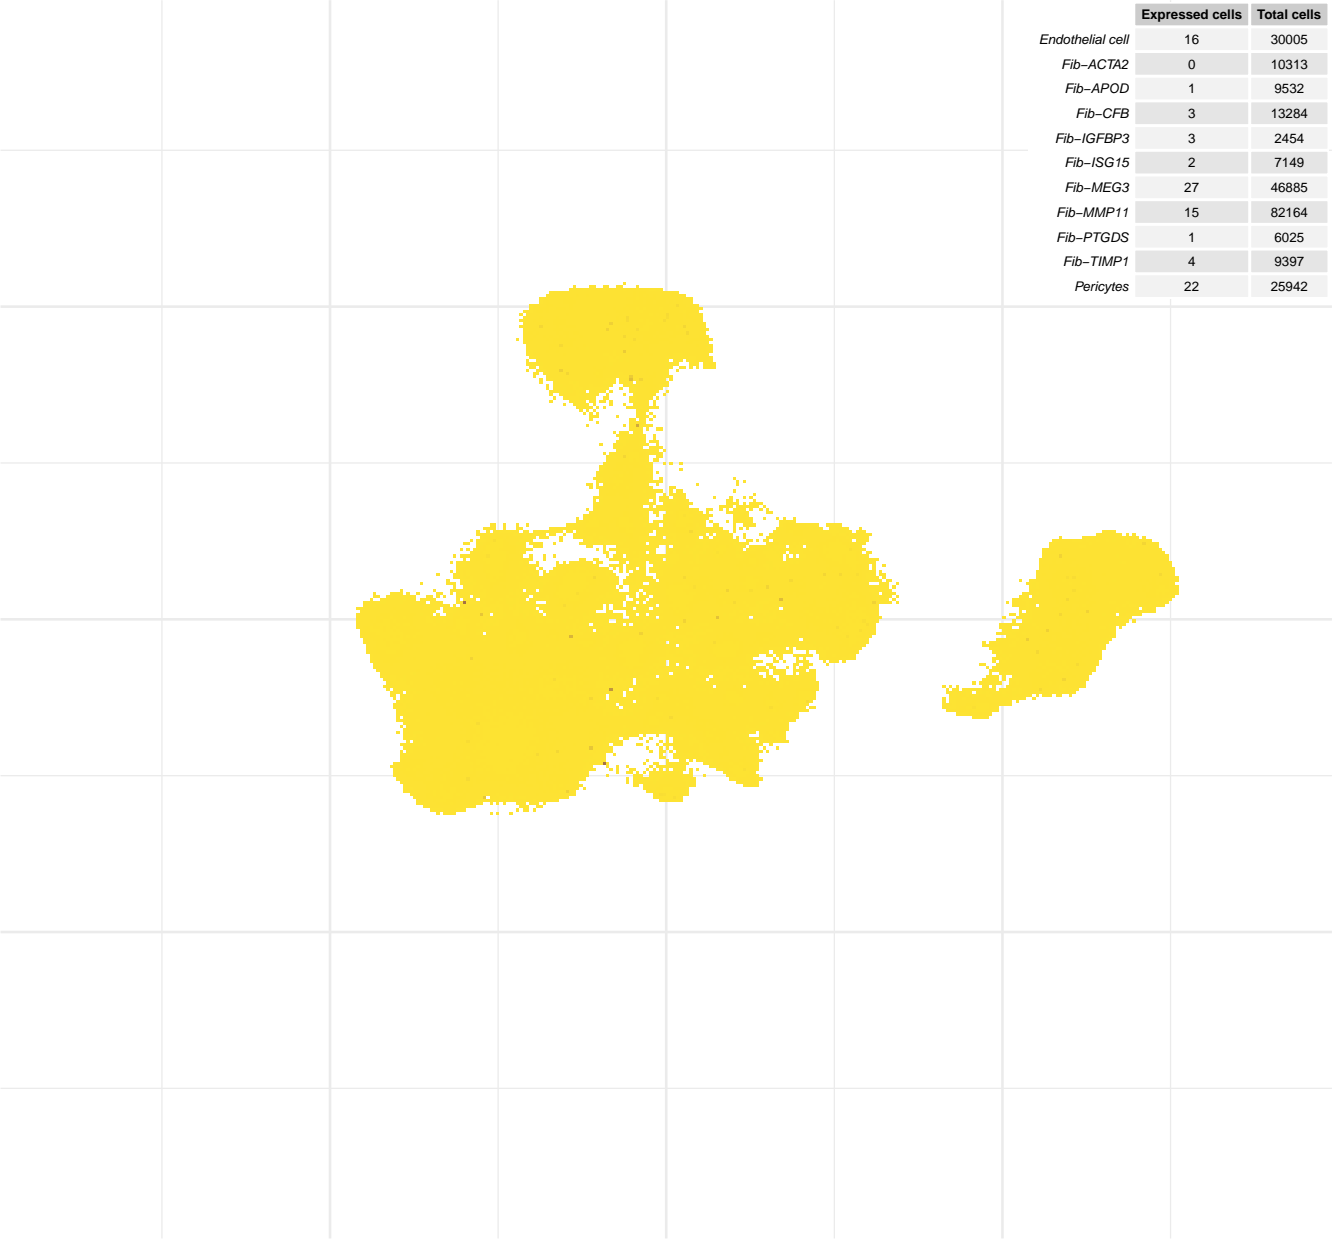 Expressed cells Total cells
Endothelial cell 16 30005
Fib−ACTA2 0 10313
Fib−APOD 1 9532
Fib−CFB 3 13284
Fib−IGFBP3 3 2454
Fib−ISG15 2 7149
Fib−MEG3 27 46885
Fib−MMP11 15 82164
Fib−PTGDS 1 6025
Fib−TIMP1 4 9397
Pericytes 22 25942